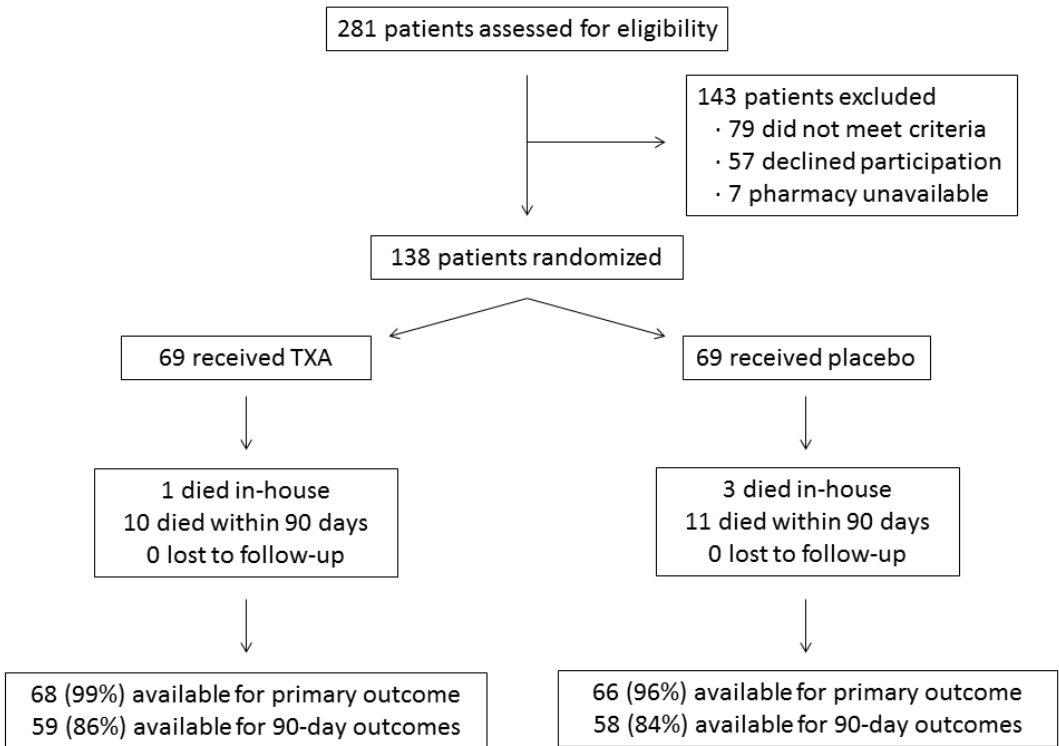 281 patients assessed for eligibility
143 patients excluded
· 79 did not meet criteria
· 57 declined participation
· 7 pharmacy unavailable
138 patients randomized
69 received TXA
69 received placebo
1 died in-house
10 died within 90 days
0 lost to follow-up
3 died in-house
11 died within 90 days
0 lost to follow-up
68 (99%) available for primary outcome
59 (86%) available for 90-day outcomes
66 (96%) available for primary outcome
58 (84%) available for 90-day outcomes